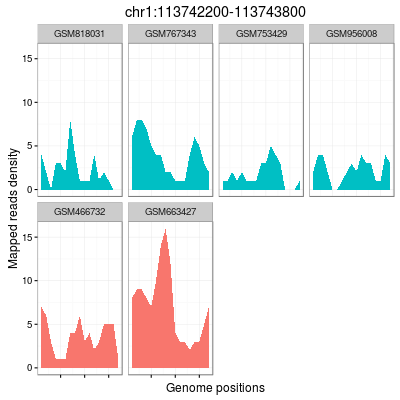 chr1:113742200-113743800
GSM818031 GSM767343 GSM753429 GSM956008
15
10
5
0
GSM466732 GSM663427
15
10
5
0
Mapped reads density
Genome positions